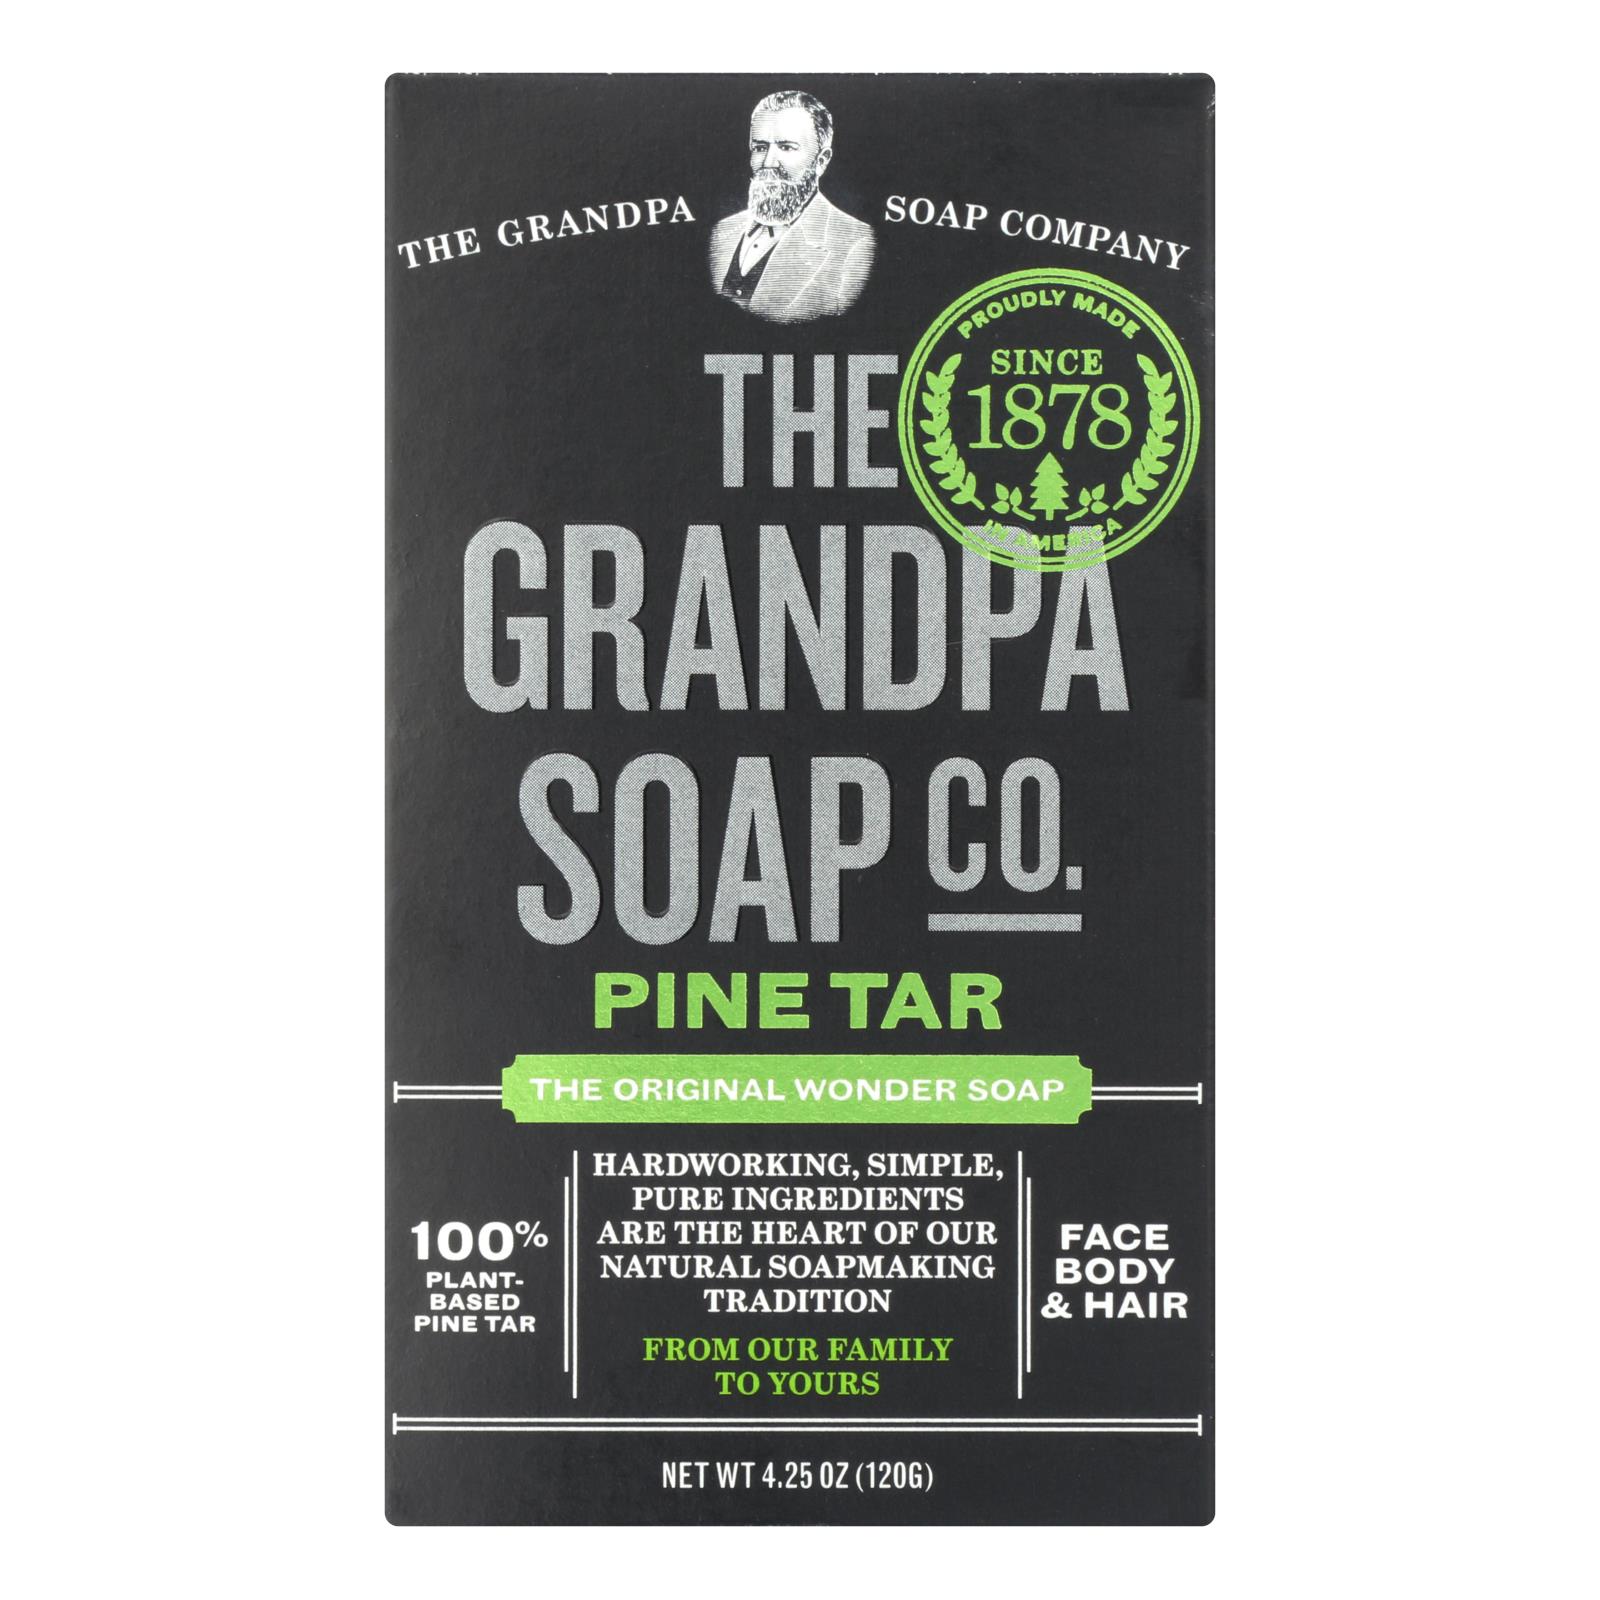 THE GRANDPA SOAP COMPANY
PROUDLY MADE
SINCE
1878
IN AMERICA
THE
GRANDPA
SOAP CO.
PINE TAR
THE ORIGINAL WONDER SOAP
100%
PLANT-
BASED
PINE TAR
HARDWORKING, SIMPLE,
PURE INGREDIENTS
ARE THE HEART OF OUR
NATURAL SOAPMAKING
TRADITION
FROM OUR FAMILY
TO YOURS
FACE
BODY
& HAIR
NET WT 4.25 OZ (120G)